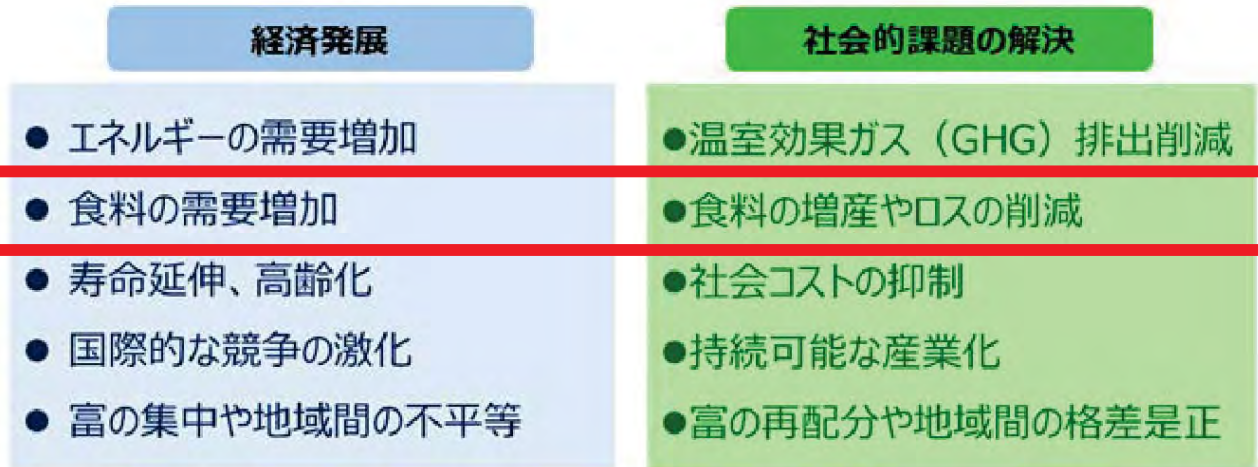 経済発展
● エネルギーの需要増加
● 食料の需要増加
● 寿命延伸、高齢化
● 国際的な競争の激化
● 富の集中や地域間の不平等
社会的課題の解決
●温室効果ガス（GHG）排出削減
●食料の増産やロスの削減
●社会コストの抑制
●持続可能な産業化
●富の再配分や地域間の格差是正